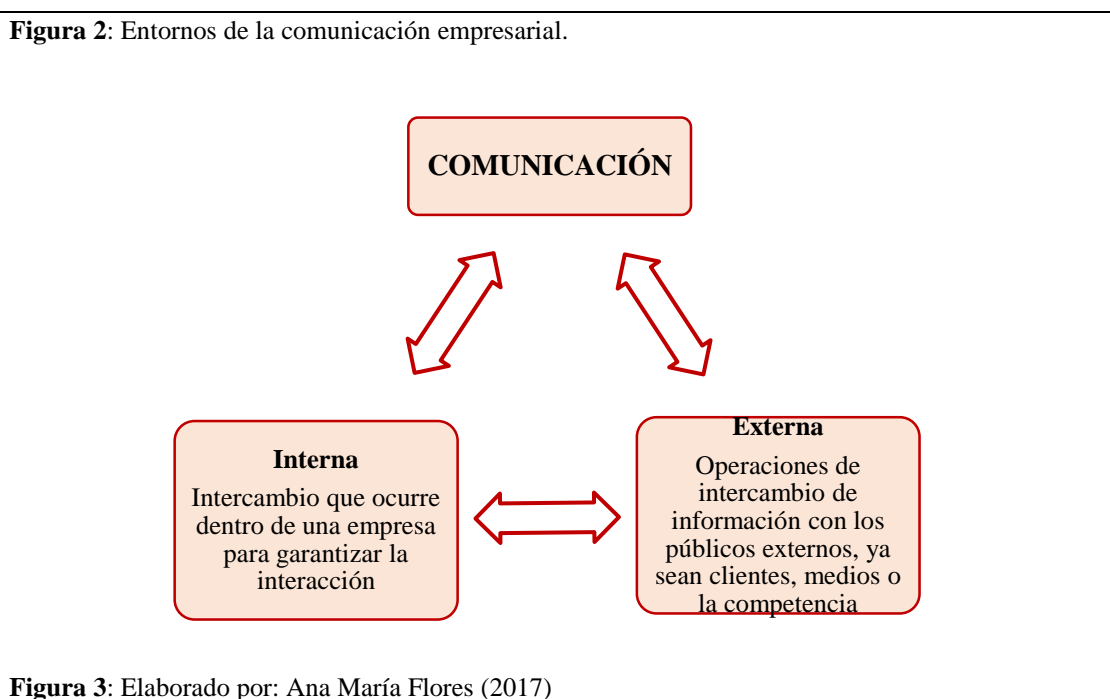 Figura 2: Entornos de la comunicación empresarial.
COMUNICACIÓN
Interna
Intercambio que ocurre
dentro de una empresa
para garantizar la
interacción
Externa
Operaciones de
intercambio de
información con los
públicos externos, ya
sean clientes, medios o
la competencia
Figura 3: Elaborado por: Ana María Flores (2017)